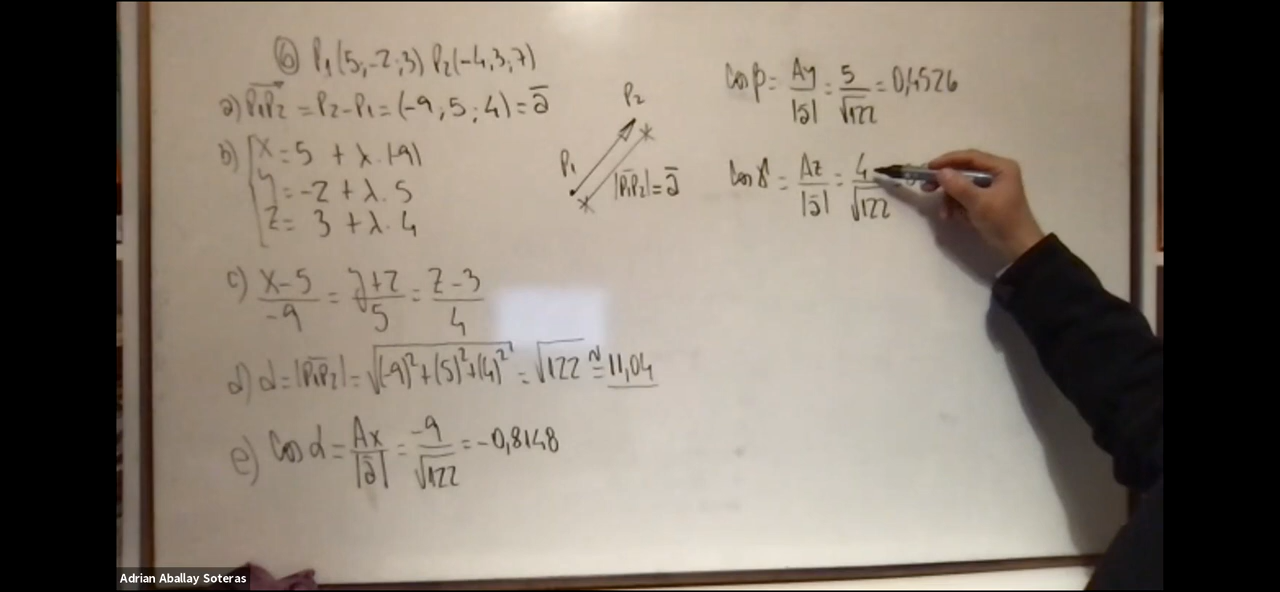 ⑥ P₁(5;-2;3) P₂(-4;3;7)
a) P₁P₂ = P₂-P₁ = (-9;5;4) = ā
b) x = 5 + λ.(-9)
y = -2 + λ.5
z = 3 + λ.4
P₂
P₁
|P₁P₂| = ā
c) x-5/-9 = y+2/5 = z-3/4
d) d = |P₁P₂| = √(-9)²+(5)²+(4)² = √122 ≅ 11,04
e) Cos α = Ax/|ā| = -9/√122 = -0,8148
Cos β = Ay/|ā| = 5/√122 = 0,4526
Cos γ = Az/|ā| = 4/√122
Adrian Aballay Soteras